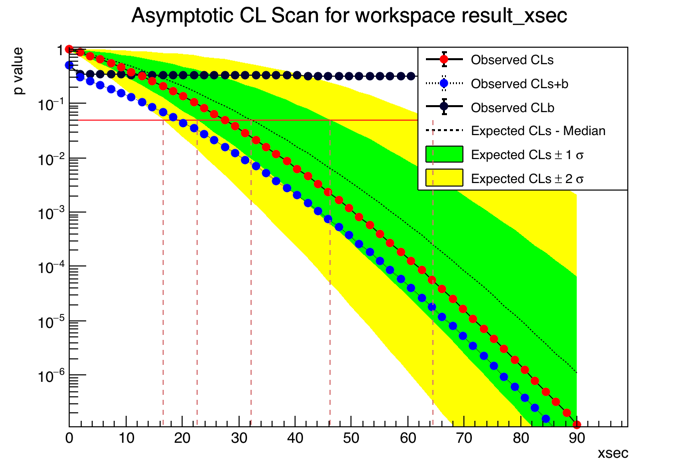 Asymptotic CL Scan for workspace result_xsec
p value
1
10⁻¹
10⁻²
10⁻³
10⁻⁴
10⁻⁵
10⁻⁶
Observed CLs
Observed CLs+b
Observed CLb
Expected CLs - Median
Expected CLs ± 1 σ
Expected CLs ± 2 σ
0 10 20 30 40 50 60 70 80 90
xsec